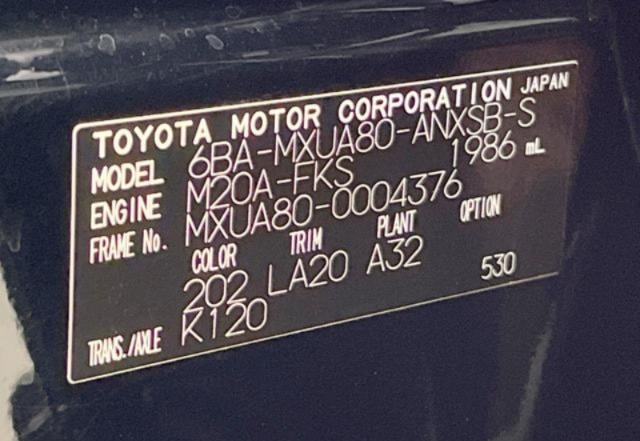 TOYOTA MOTOR CORPORATION JAPAN
MODEL 6BA-MXUA80-ANXSB-S
ENGINE M20A-FKS 1986 mL
FRAME No. MXUA80-0004376
COLOR TRIM PLANT OPTION
202 LA20 A32 530
TRANS./AXLE K120